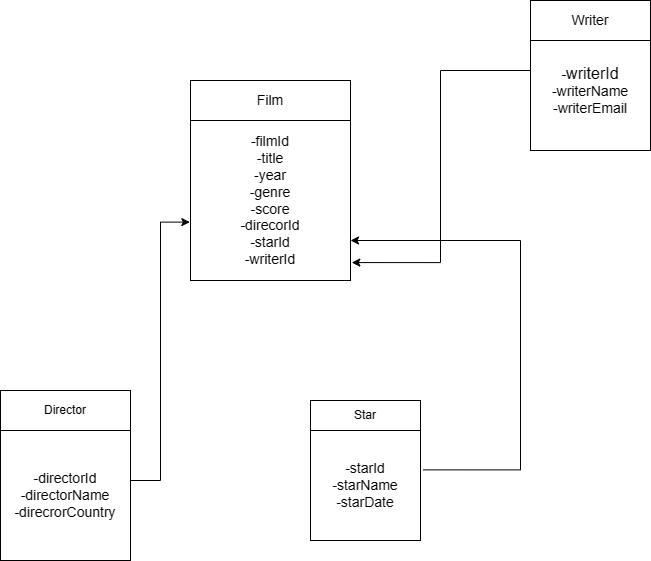 Writer
-writerId
-writerName
-writerEmail
Film
-filmId
-title
-year
-genre
-score
-direcorId
-starId
-writerId
Director
-directorId
-directorName
-direcrorCountry
Star
-starId
-starName
-starDate